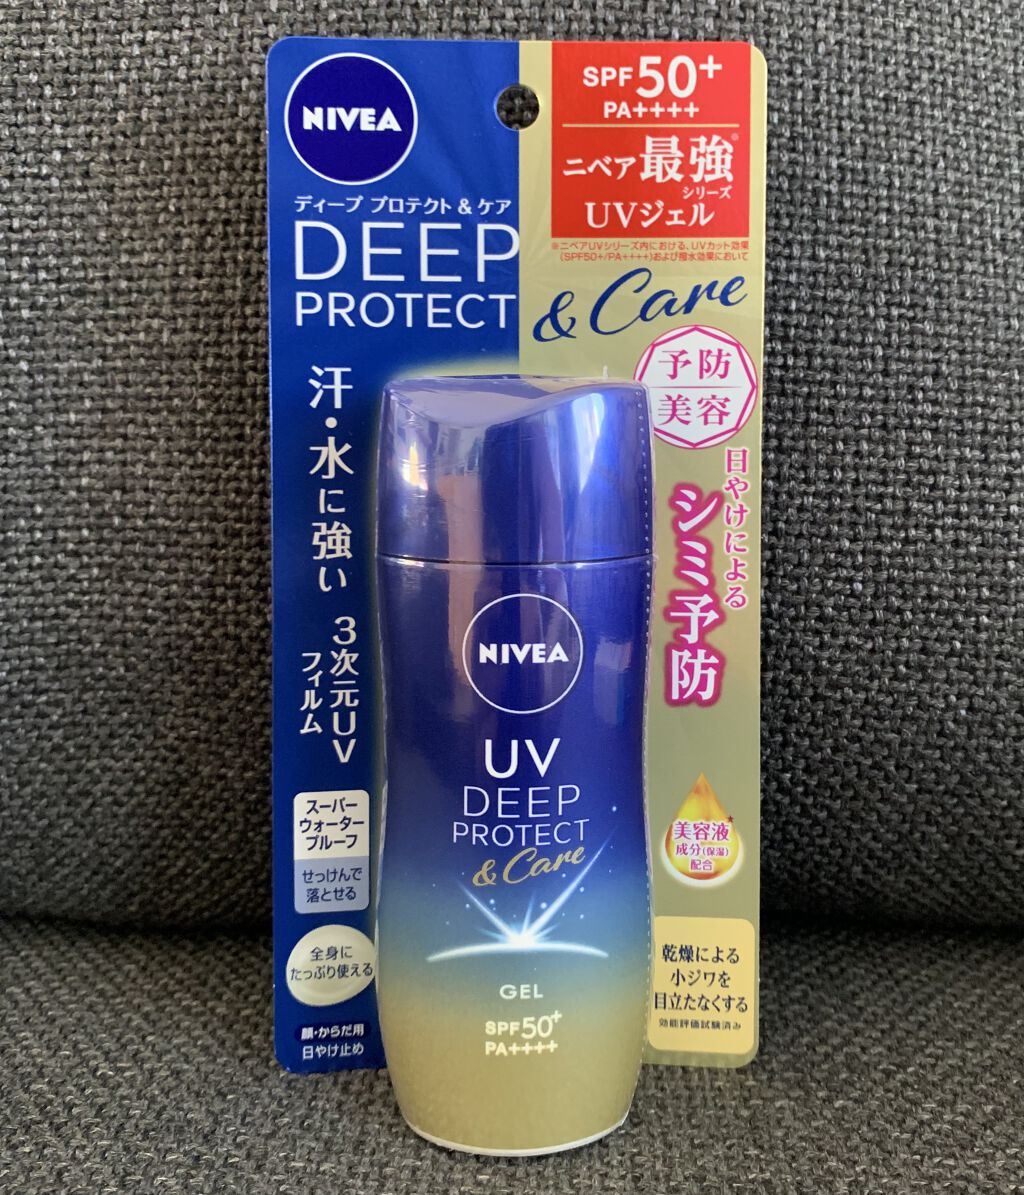 NIVEA
ディープ プロテクト & ケア
DEEP
PROTECT
& Care
SPF50+
PA++++
ニベア最強※
シリーズ
UVジェル
※ニベアUVシリーズ内における、UVカット効果
(SPF50+/PA++++)および撥水効果において
予防
美容
日やけによる
シミ予防
汗・水に強い
3次元UV
フィルム
スーパー
ウォーター
プルーフ
せっけんで
落とせる
全身に
たっぷり使える
顔・からだ用
日やけ止め
美容液★
成分(保湿)
配合
乾燥による
小ジワを
目立たなくする
効能評価試験済み
NIVEA
UV
DEEP
PROTECT
& Care
GEL
SPF50+
PA++++